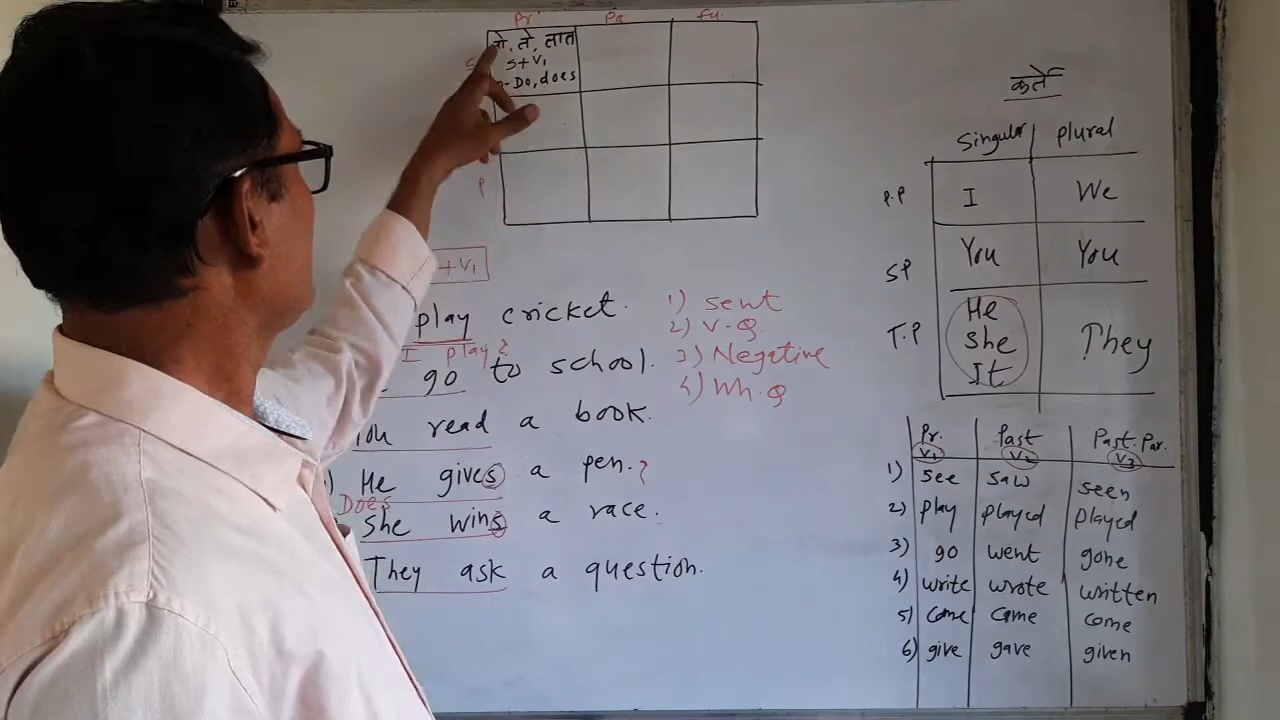 Pr Pa Fu.
ते, तात
S+V₁
Do, does
P
+V₁
play cricket.
I play?
go to school.
read a book.
He gives a pen.?
Does
She wins a race.
They ask a question.
1) Sent
2) V.Q.
3) Negative
4) Wh.Q
कर्ते
Singular Plural
P.P I We
S.P You You
T.P He She It They
Pr. Past Past. Par.
V₁ V₂ V₃
1) see saw seen
2) play played played
3) go went gone
4) write wrote written
5) come came come
6) give gave given